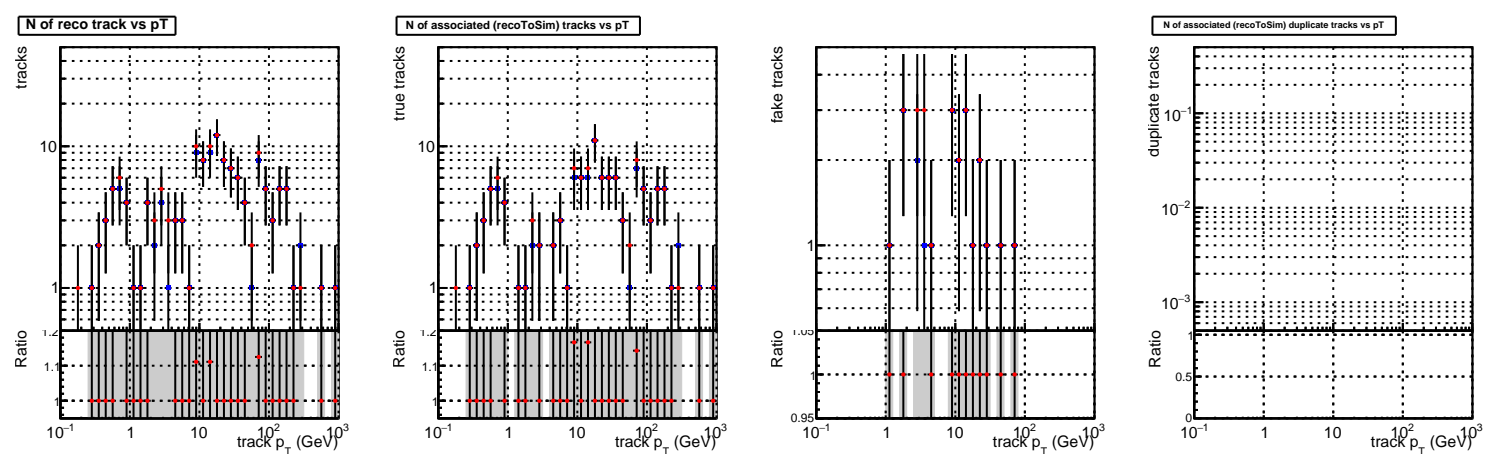 N of reco track vs pT
tracks
10
1
Ratio
1.2
1.1
1
10⁻¹ 1 10 10² 10³
track p_T (GeV)
N of associated (recoToSim) tracks vs pT
true tracks
10
1
Ratio
1.2
1.1
1
10⁻¹ 1 10 10² 10³
track p_T (GeV)
fake tracks
1
Ratio
1.05
1
0.95
10⁻¹ 1 10 10² 10³
track p_T (GeV)
N of associated (recoToSim) duplicate tracks vs pT
duplicate tracks
10⁻¹
10⁻²
10⁻³
Ratio
1
0.5
0
10⁻¹ 1 10 10² 10³
track p_T (GeV)